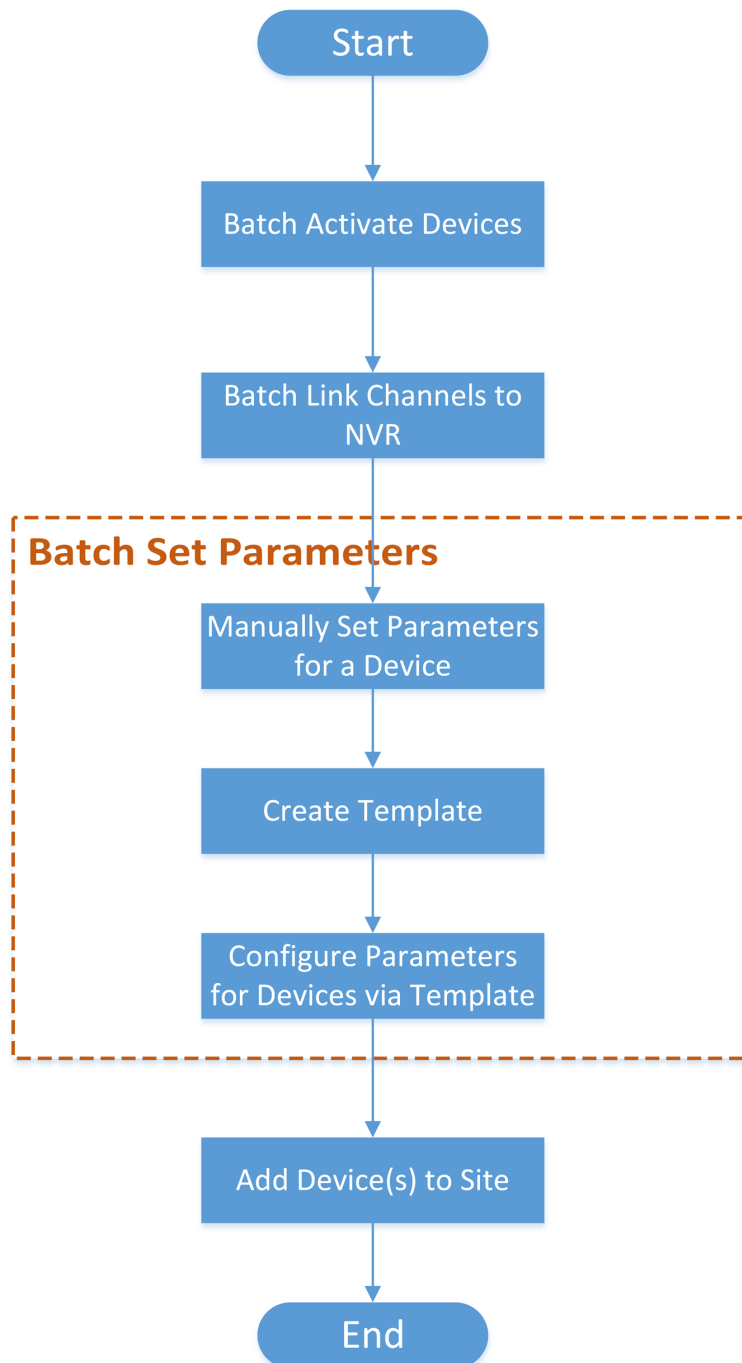 Start
Batch Activate Devices
Batch Link Channels to
NVR
Batch Set Parameters
Manually Set Parameters
for a Device
Create Template
Configure Parameters
for Devices via Template
Add Device(s) to Site
End